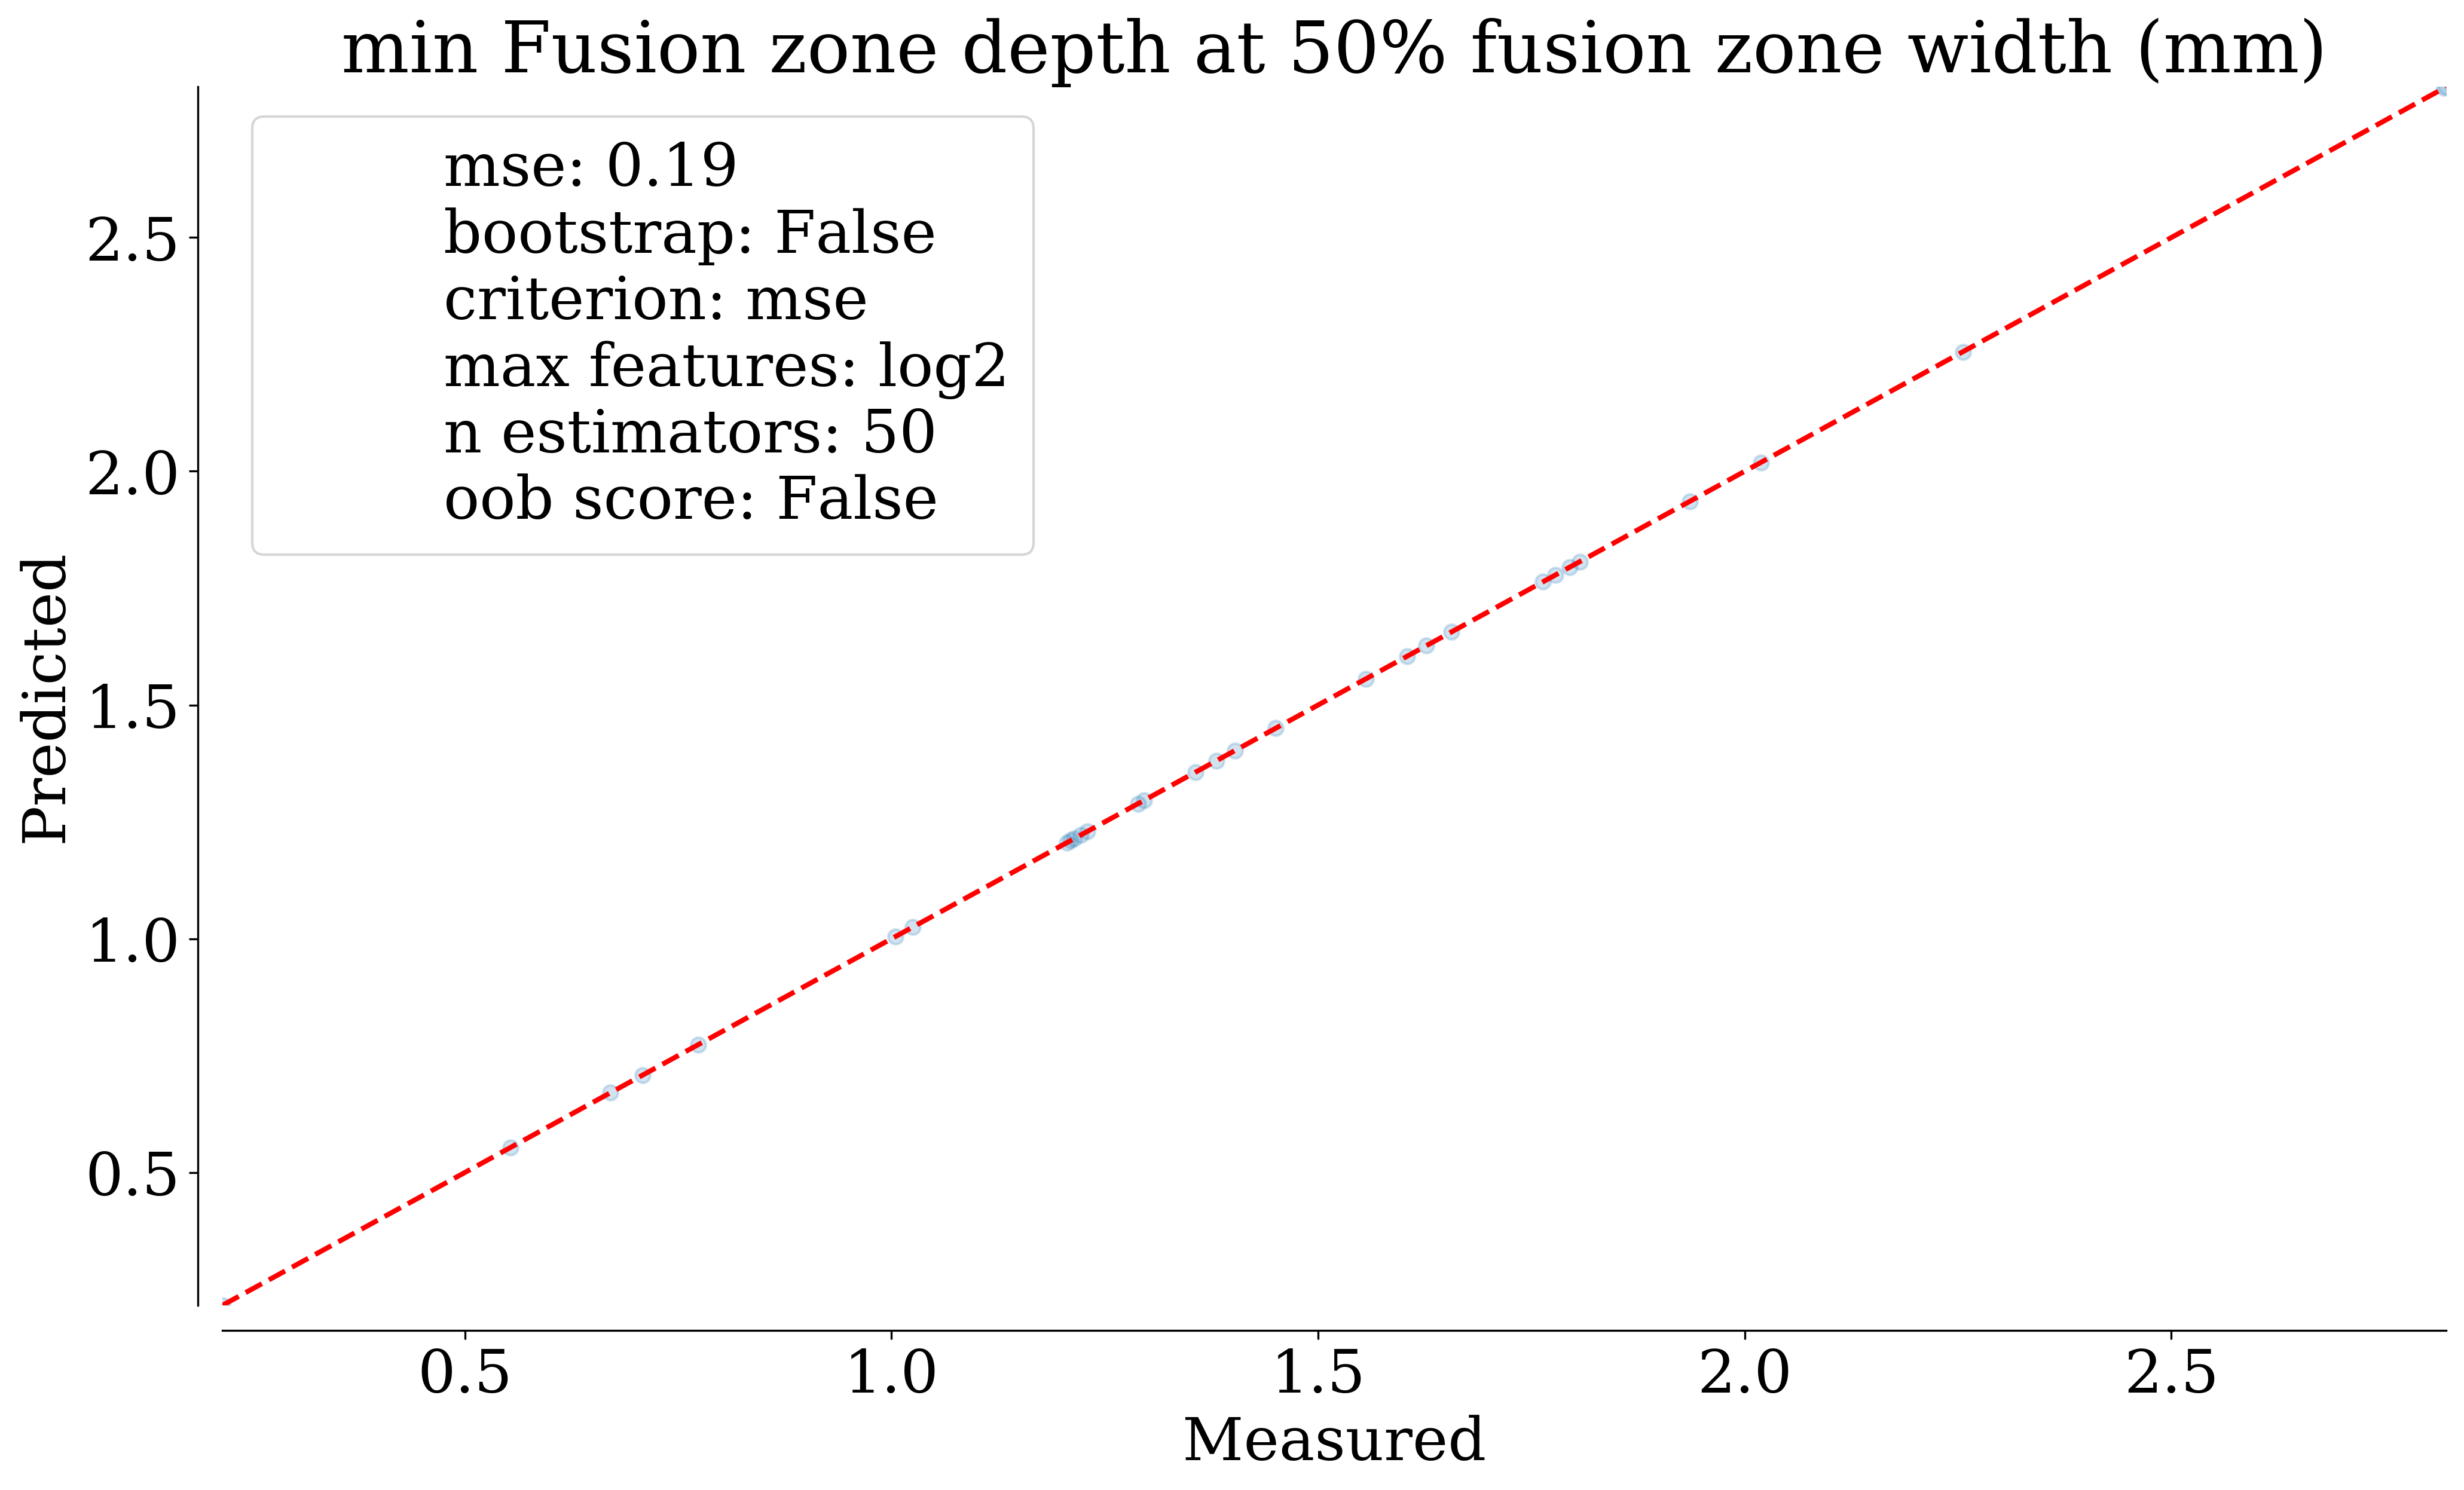 min Fusion zone depth at 50% fusion zone width (mm)
mse: 0.19
bootstrap: False
criterion: mse
max features: log2
n estimators: 50
oob score: False
Predicted
2.5
2.0
1.5
1.0
0.5
0.5 1.0 1.5 2.0 2.5
Measured